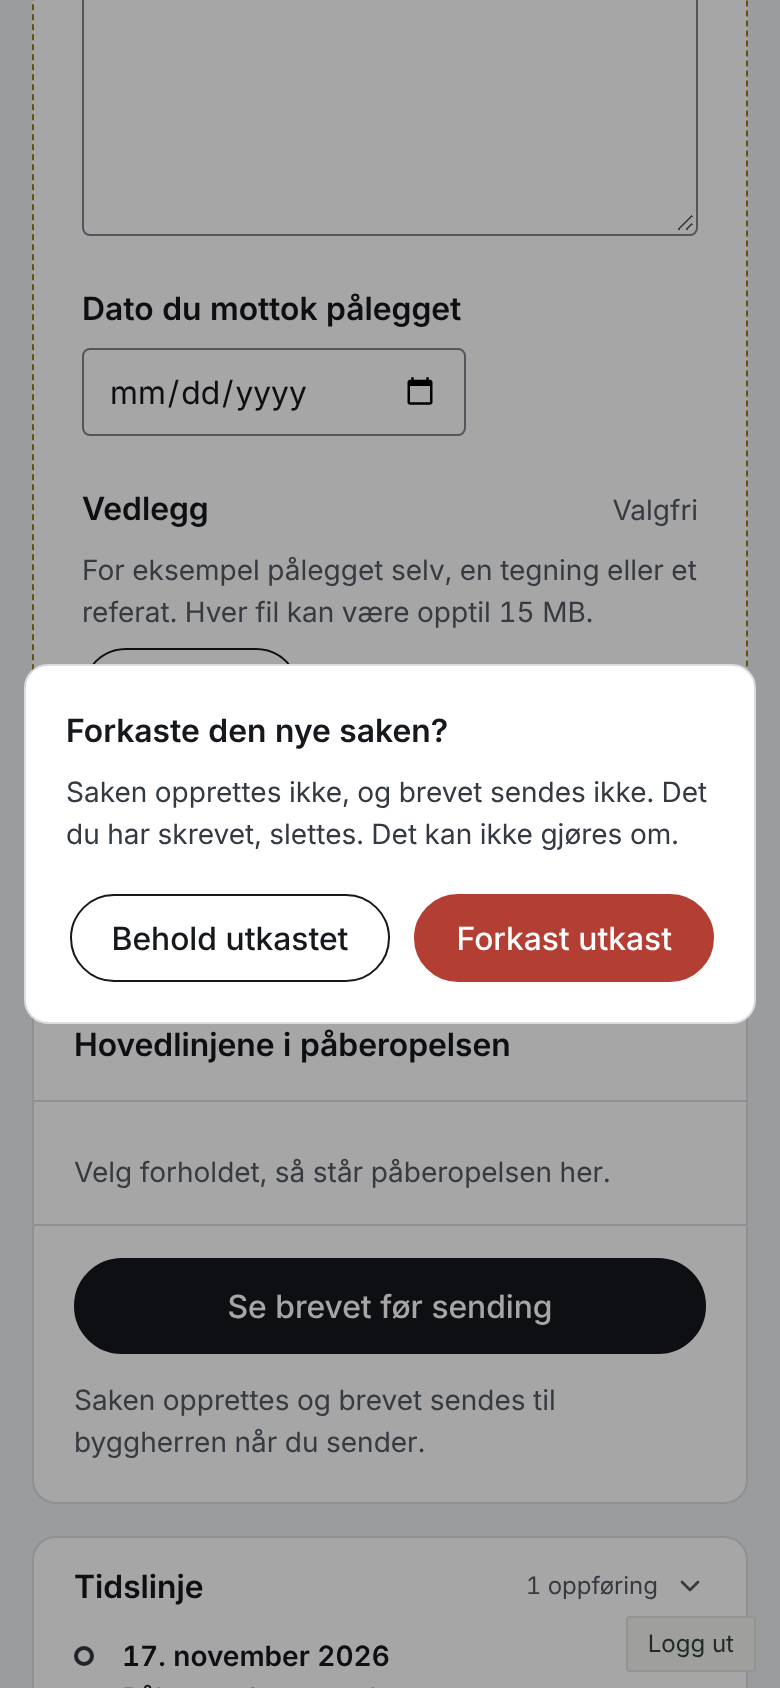 Dato du mottok pålegget
mm/dd/yyyy
Vedlegg
Valgfri
For eksempel pålegget selv, en tegning eller et
referat. Hver fil kan være opptil 15 MB.
Forkaste den nye saken?
Saken opprettes ikke, og brevet sendes ikke. Det
du har skrevet, slettes. Det kan ikke gjøres om.
Behold utkastet
Forkast utkast
Hovedlinjene i påberopelsen
Velg forholdet, så står påberopelsen her.
Se brevet før sending
Saken opprettes og brevet sendes til
byggherren når du sender.
Tidslinje
1 oppføring
17. november 2026
Logg ut